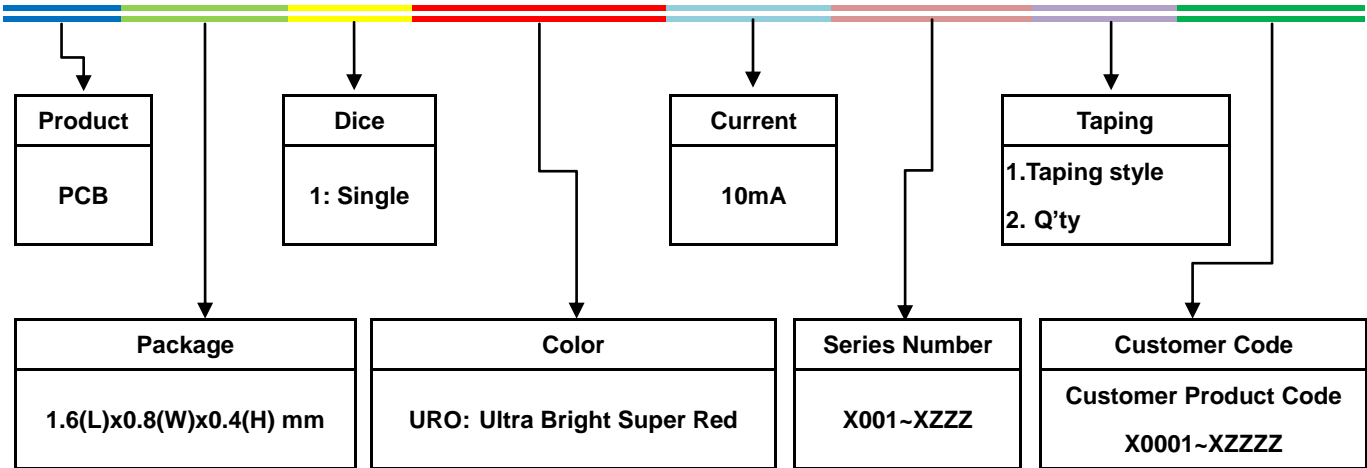 Product
PCB
Dice
1: Single
Current
10mA
Taping
1.Taping style
2. Q’ty
Package
1.6(L)x0.8(W)x0.4(H) mm
Color
URO: Ultra Bright Super Red
Series Number
X001~XZZZ
Customer Code
Customer Product Code
X0001~XZZZZ